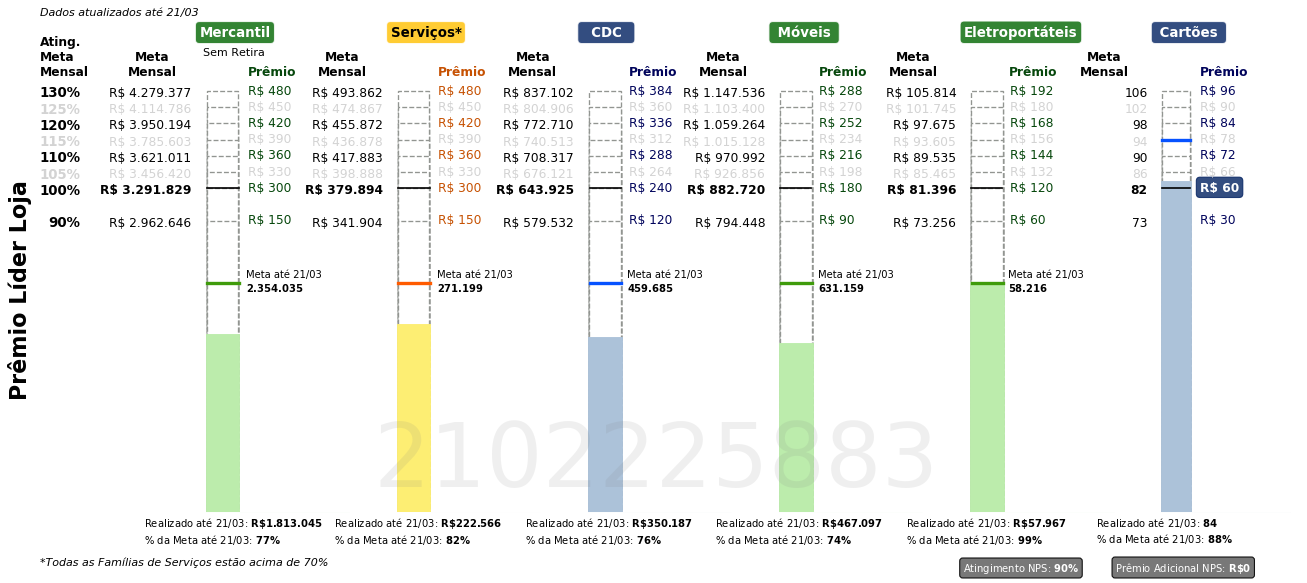 Dados atualizados até 21/03
Mercantil Serviços* CDC Móveis Eletroportáteis Cartões
Sem Retira
Ating. Meta Mensal
Meta Mensal Prêmio Meta Mensal Prêmio Meta Mensal Prêmio Meta Mensal Prêmio Meta Mensal Prêmio Meta Mensal Prêmio
130% R$ 4.279.377 R$ 480 R$ 493.862 R$ 480 R$ 837.102 R$ 384 R$ 1.147.536 R$ 288 R$ 105.814 R$ 192 106 R$ 96
125% R$ 4.114.786 R$ 450 R$ 474.867 R$ 450 R$ 804.906 R$ 360 R$ 1.103.400 R$ 270 R$ 101.745 R$ 180 102 R$ 90
120% R$ 3.950.194 R$ 420 R$ 455.872 R$ 420 R$ 772.710 R$ 336 R$ 1.059.264 R$ 252 R$ 97.675 R$ 168 98 R$ 84
115% R$ 3.785.603 R$ 390 R$ 436.878 R$ 390 R$ 740.513 R$ 312 R$ 1.015.128 R$ 234 R$ 93.605 R$ 156 94 R$ 78
110% R$ 3.621.011 R$ 360 R$ 417.883 R$ 360 R$ 708.317 R$ 288 R$ 970.992 R$ 216 R$ 89.535 R$ 144 90 R$ 72
105% R$ 3.456.420 R$ 330 R$ 398.888 R$ 330 R$ 676.121 R$ 264 R$ 926.856 R$ 198 R$ 85.465 R$ 132 86 R$ 66
100% R$ 3.291.829 R$ 300 R$ 379.894 R$ 300 R$ 643.925 R$ 240 R$ 882.720 R$ 180 R$ 81.396 R$ 120 82 R$ 60
90% R$ 2.962.646 R$ 150 R$ 341.904 R$ 150 R$ 579.532 R$ 120 R$ 794.448 R$ 90 R$ 73.256 R$ 60 73 R$ 30
Prêmio Líder Loja
Meta até 21/03 Meta até 21/03 Meta até 21/03 Meta até 21/03 Meta até 21/03
2.354.035 271.199 459.685 631.159 58.216
2102225883
Realizado até 21/03: R$1.813.045 Realizado até 21/03: R$222.566 Realizado até 21/03: R$350.187 Realizado até 21/03: R$467.097 Realizado até 21/03: R$57.967 Realizado até 21/03: 84
% da Meta até 21/03: 77% % da Meta até 21/03: 82% % da Meta até 21/03: 76% % da Meta até 21/03: 74% % da Meta até 21/03: 99% % da Meta até 21/03: 88%
*Todas as Famílias de Serviços estão acima de 70%
Atingimento NPS: 90% Prêmio Adicional NPS: R$0